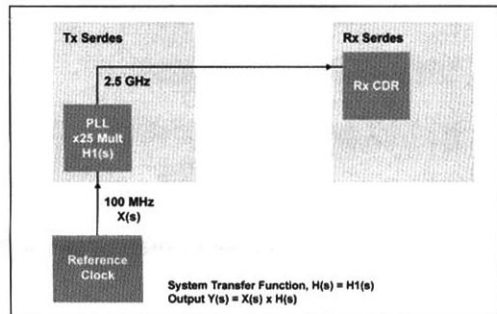 Tx Serdes
Rx Serdes
2.5 GHz
Rx CDR
PLL
x25 Mult
H1(s)
100 MHz
X(s)
Reference
Clock
System Transfer Function, H(s) = H1(s)
Output Y(s) = X(s) x H(s)